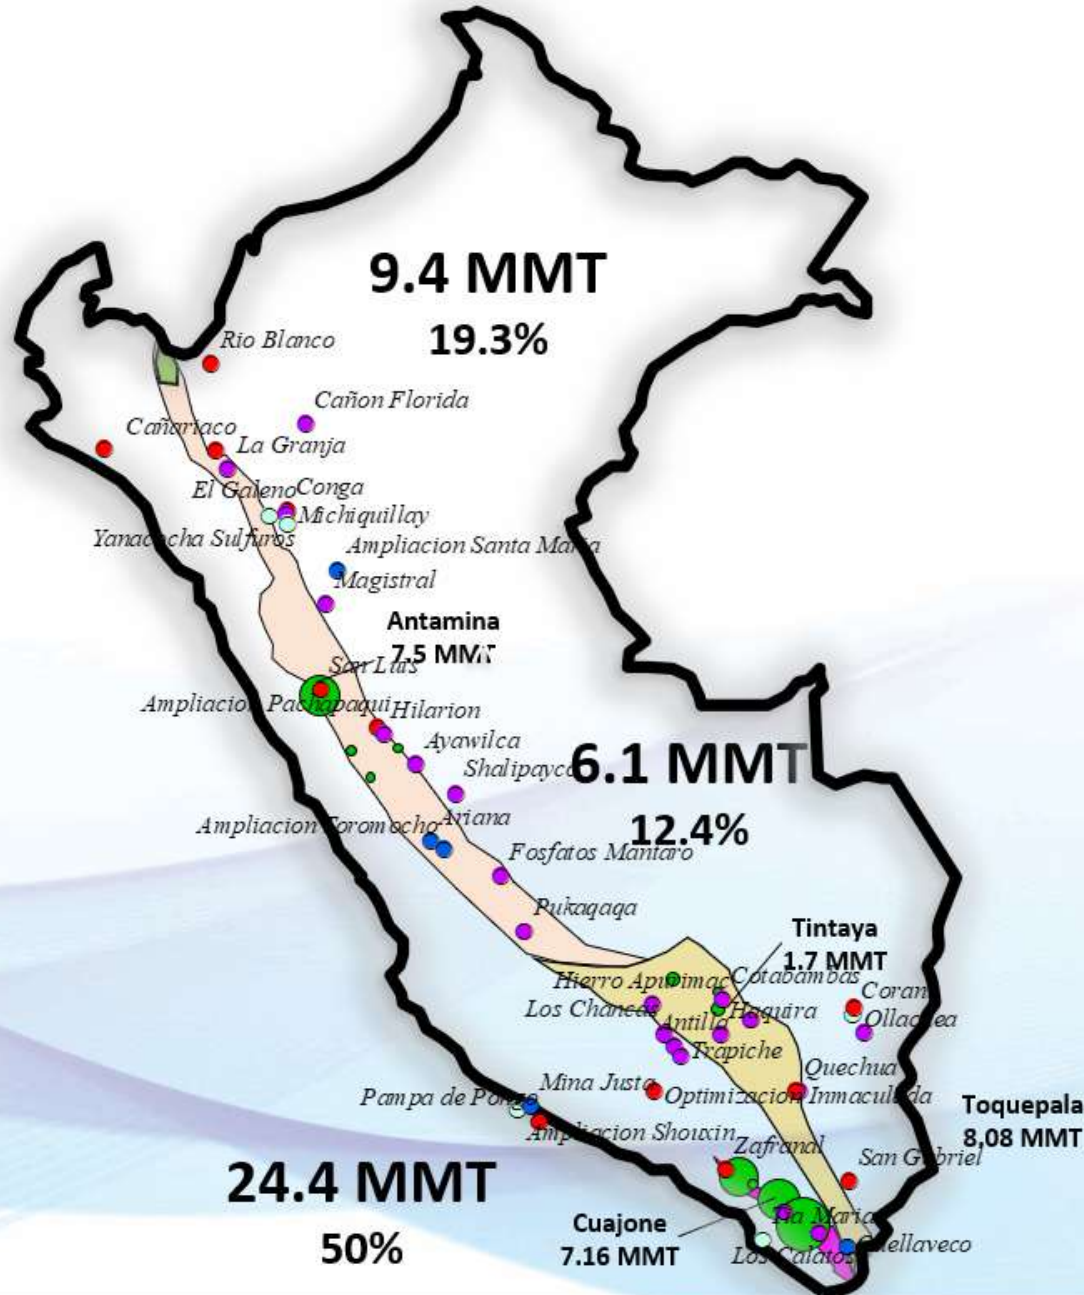 9.4 MMT
19.3%
Rio Blanco
Cañon Florida
Cañariaco
La Granja
El Galeno
Conga
Michiquillay
Yanacocha Sulfuros
Ampliacion Santa Maria
Magistral
Antamina
7.5 MMT
San Luis
Ampliacion Pachapaqui
Hilarion
Ayawilca
6.1 MMT
Shalipayco
12.4%
Ariana
Ampliacion Toromocho
Fosfatos Mantaro
Pukaqaqa
Tintaya
1.7 MMT
Hierro Apurimac
Cotabambas
Corani
Los Chancas
Haquira
Ollachea
Antilla
Trapiche
Quechua
Mina Justa
Pampa de Pongo
Optimizacion Inmaculada
Toquepala
8,08 MMT
Ampliacion Shouxin
Zafranal
San Gabriel
24.4 MMT
50%
Cuajone
7.16 MMT
Tia Maria
Los Calatos
Quellaveco